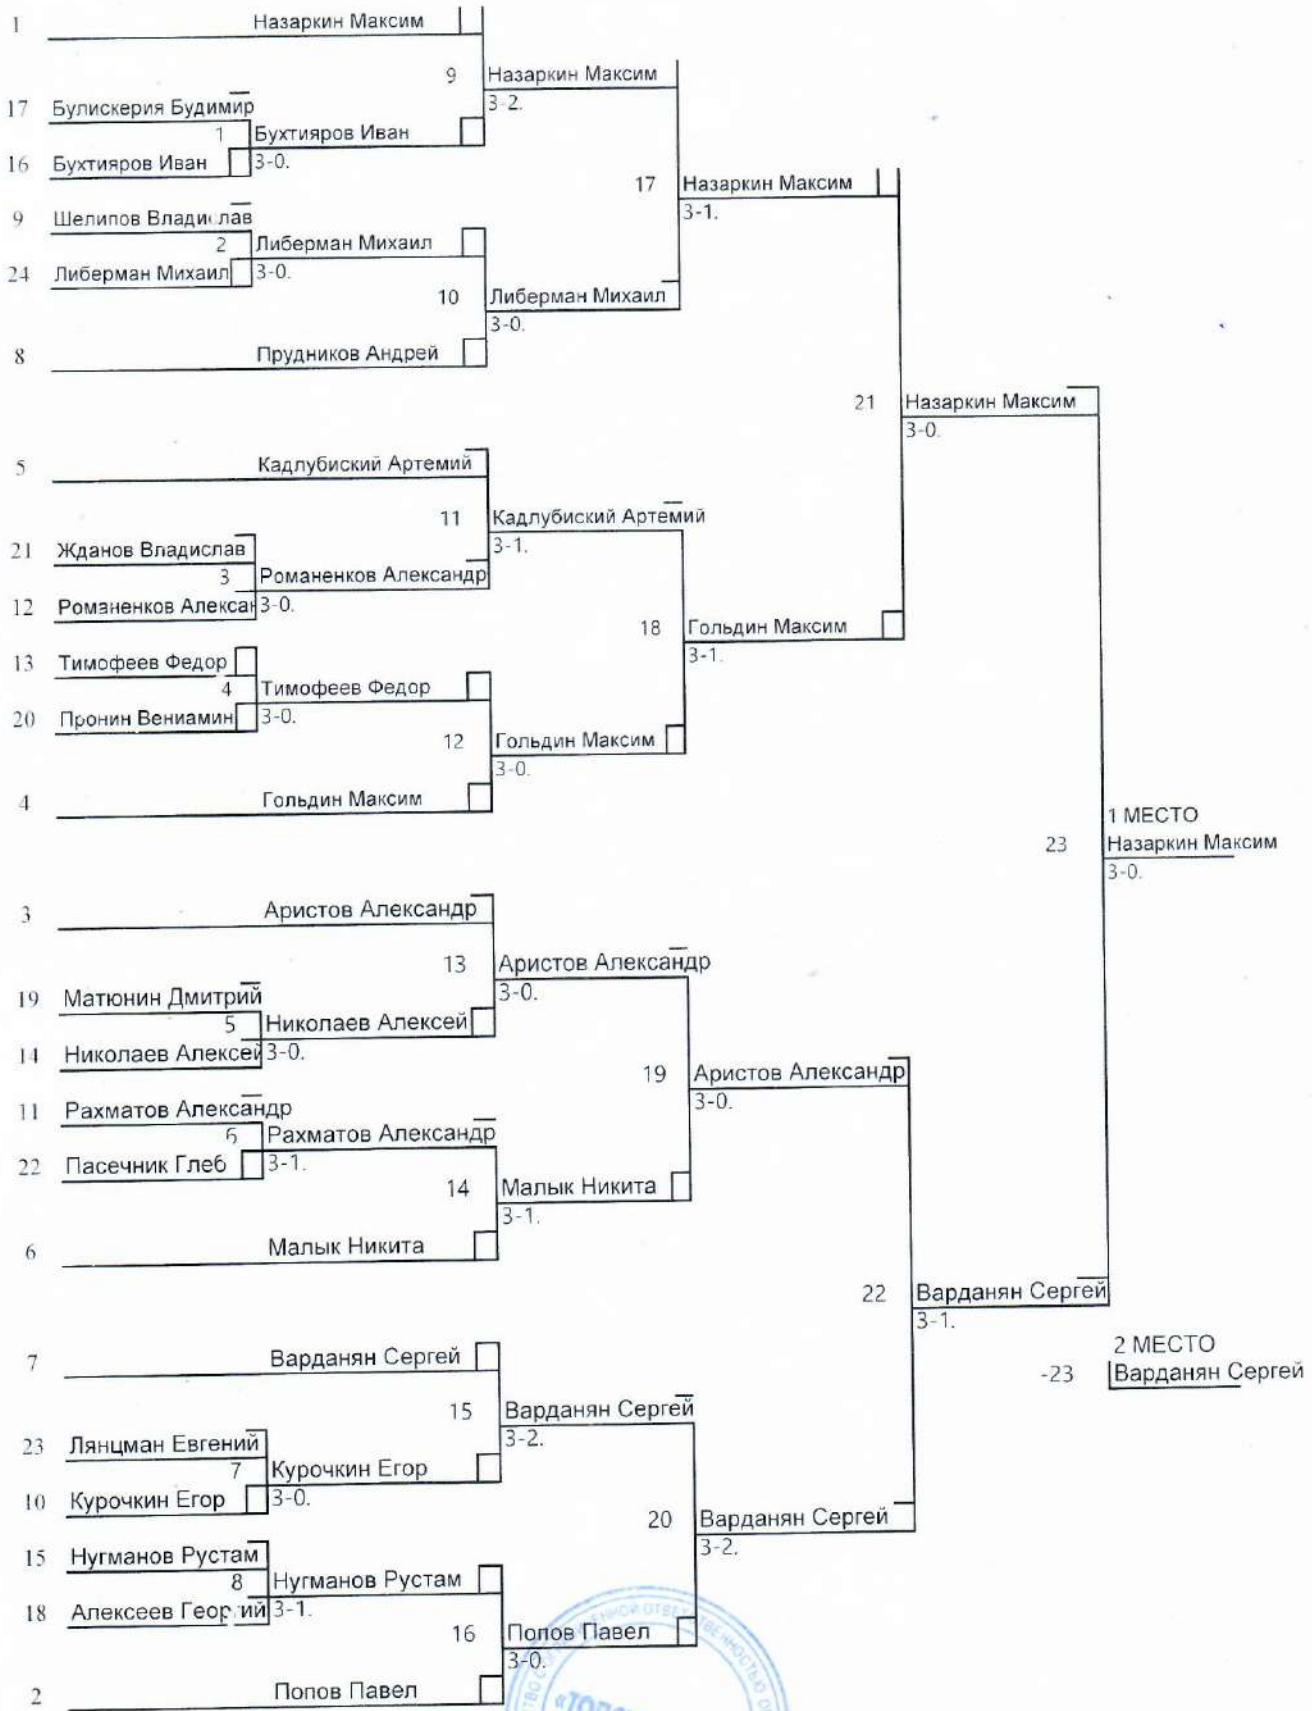 1 Назаркин Максим
9 Назаркин Максим
17 Булискерия Будимир 3-2.
1 Бухтияров Иван
16 Бухтияров Иван 3-0.
17 Назаркин Максим
9 Шелипов Владислав 3-1.
2 Либерман Михаил
24 Либерман Михаил 3-0.
10 Либерман Михаил
3-0.
8 Прудников Андрей
21 Назаркин Максим
3-0.
5 Кадлубиский Артемий
11 Кадлубиский Артемий
21 Жданов Владислав 3-1.
3 Романенков Александр
12 Романенков Алексан 3-0.
18 Гольдин Максим
13 Тимофеев Федор 3-1.
4 Тимофеев Федор
20 Пронин Вениамин 3-0.
12 Гольдин Максим
3-0.
4 Гольдин Максим
1 МЕСТО
23 Назаркин Максим
3-0.
3 Аристов Александр
13 Аристов Александр
19 Матюнин Дмитрий 3-0.
5 Николаев Алексей
14 Николаев Алексей 3-0.
19 Аристов Александр
11 Рахматов Александр 3-0.
6 Рахматов Александр
22 Пасечник Глеб 3-1.
14 Малык Никита
3-1.
6 Малык Никита
22 Варданян Сергей
3-1.
2 МЕСТО
7 Варданян Сергей
-23 Варданян Сергей
15 Варданян Сергей
23 Лянцман Евгений 3-2.
7 Курочкин Егор
10 Курочкин Егор 3-0.
20 Варданян Сергей
15 Нугманов Рустам 3-2.
8 Нугманов Рустам
18 Алексеев Георгий 3-1.
16 Попов Павел
3-0.
2 Попов Павел